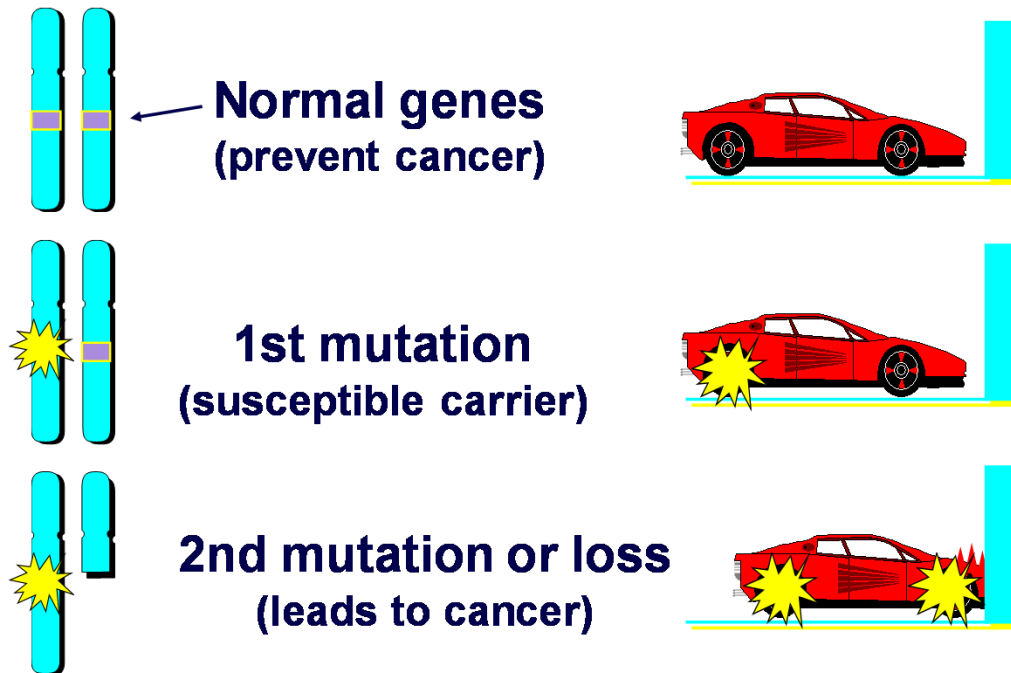 Normal genes
(prevent cancer)
1st mutation
(susceptible carrier)
2nd mutation or loss
(leads to cancer)